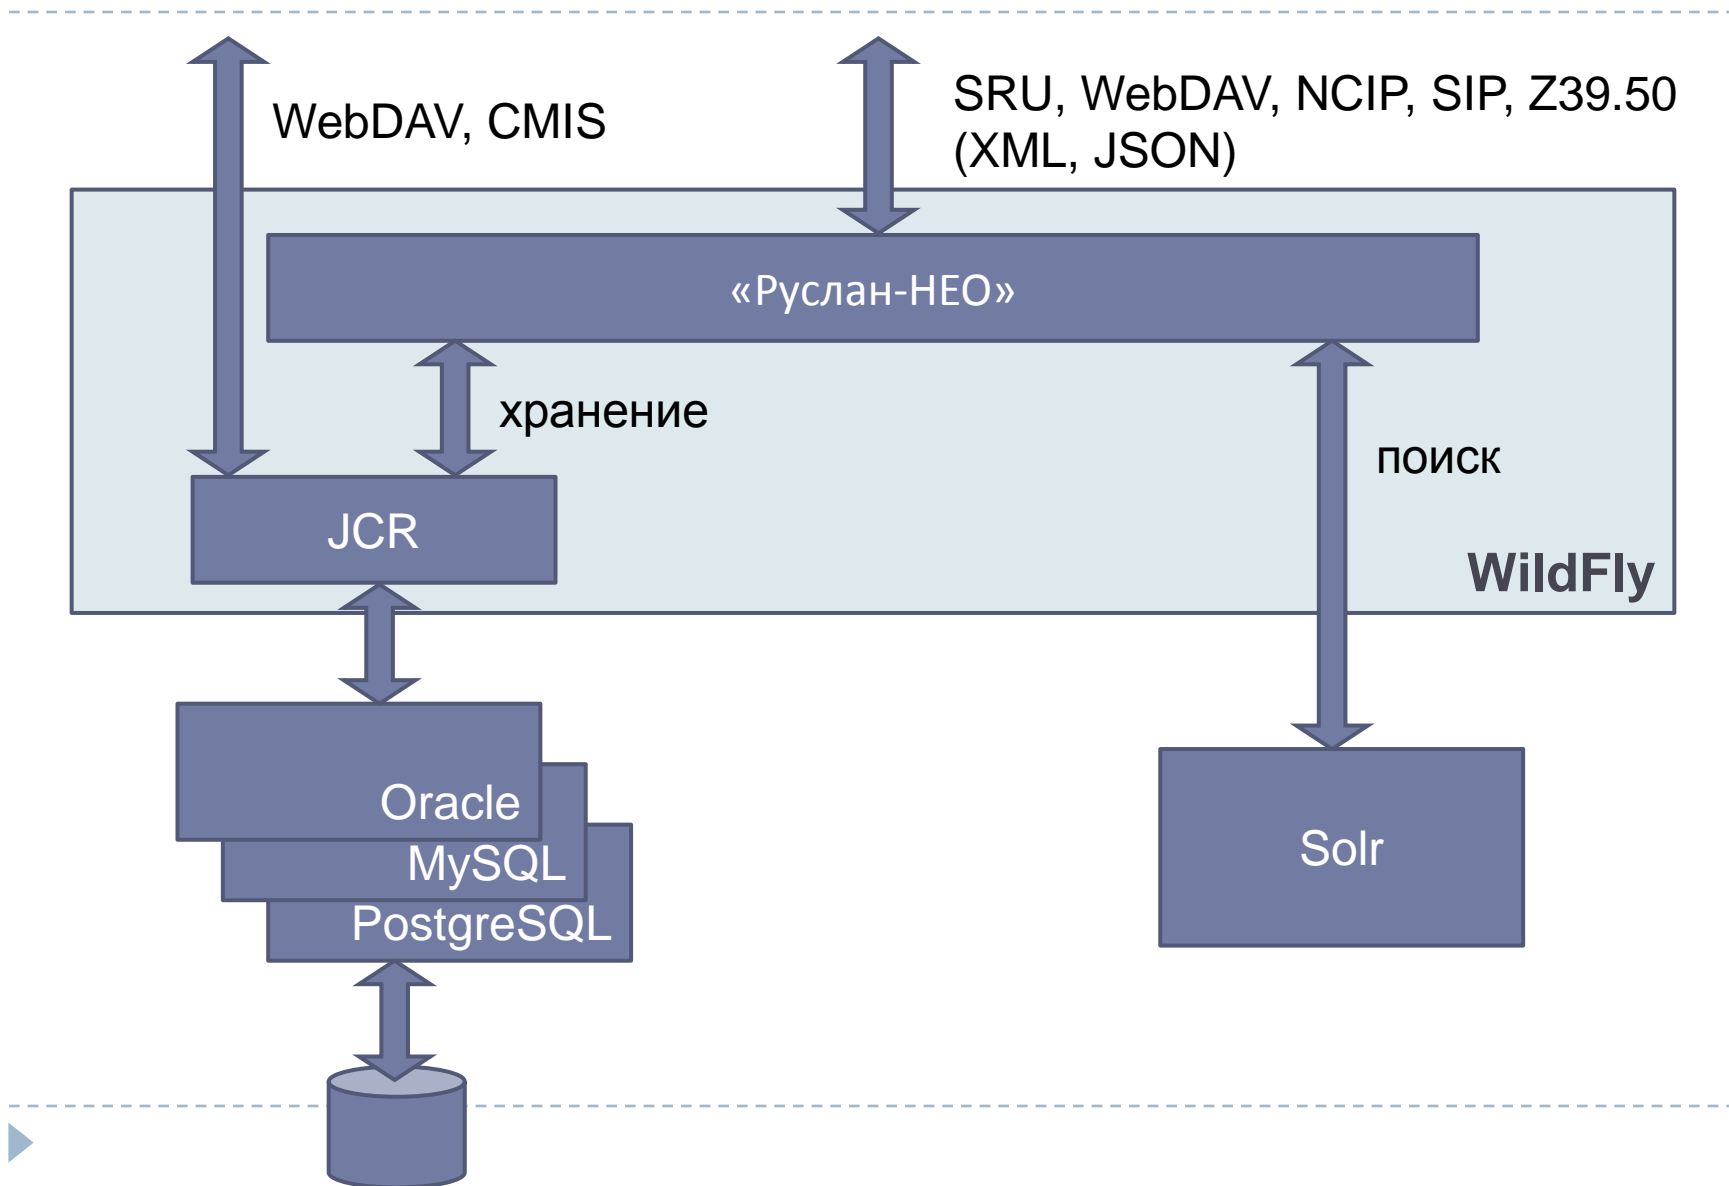 WebDAV, CMIS
SRU, WebDAV, NCIP, SIP, Z39.50
(XML, JSON)
«Руслан-НЕО»
хранение
поиск
JCR
WildFly
Oracle
MySQL
PostgreSQL
Solr